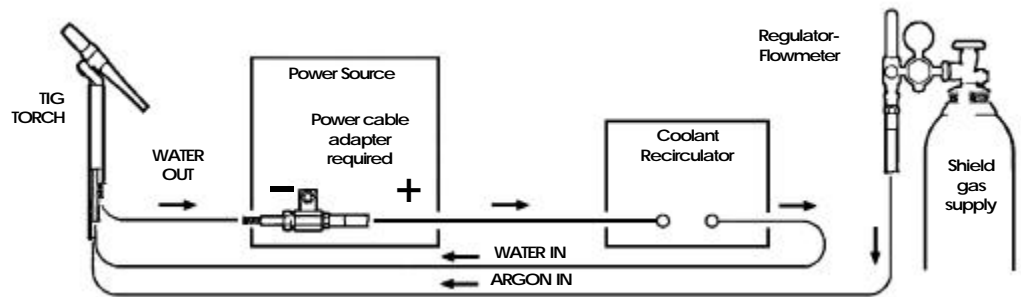 Regulator-
Flowmeter
Power Source
TIG
TORCH
Power cable
adapter
required
Coolant
Recirculator
WATER
OUT
Shield
gas
supply
− +
WATER IN
ARGON IN